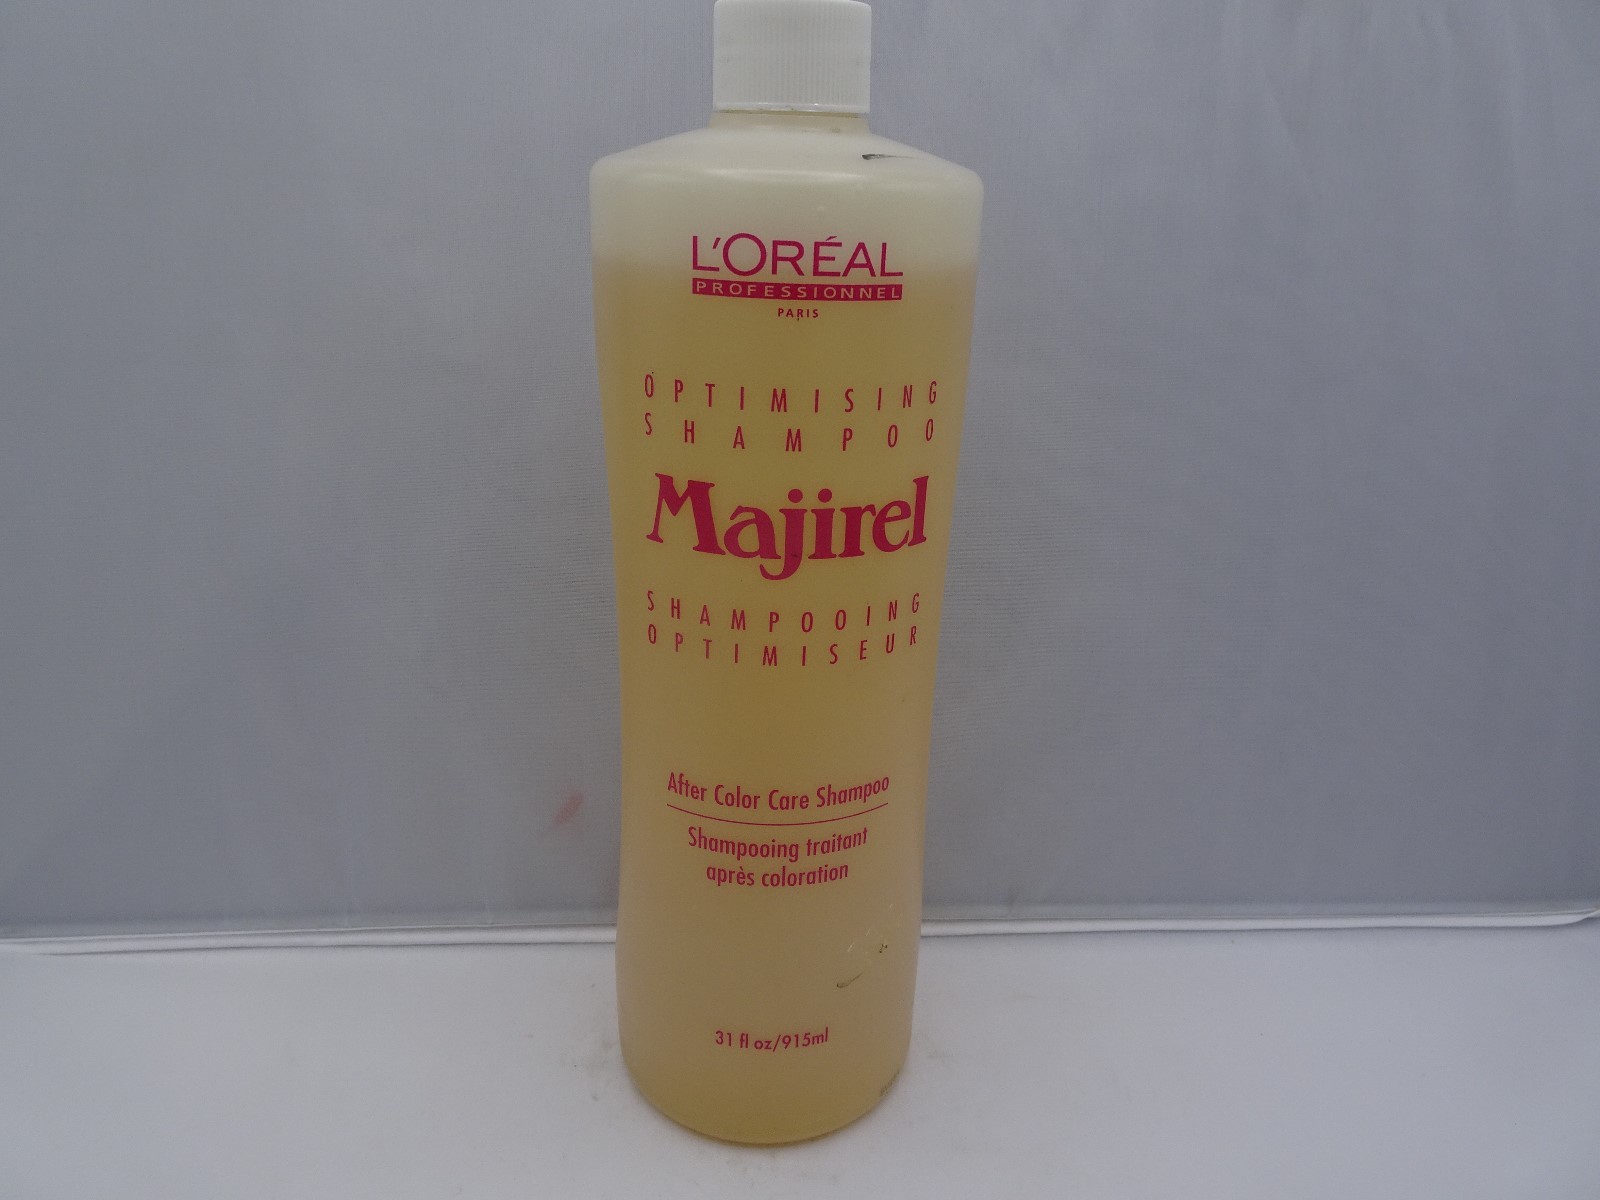 L'ORÉAL
PROFESSIONNEL
PARIS
OPTIMISING
SHAMPOO
Majirel
SHAMPOOING
OPTIMISEUR
After Color Care Shampoo
Shampooing traitant
après coloration
31 fl oz/915ml